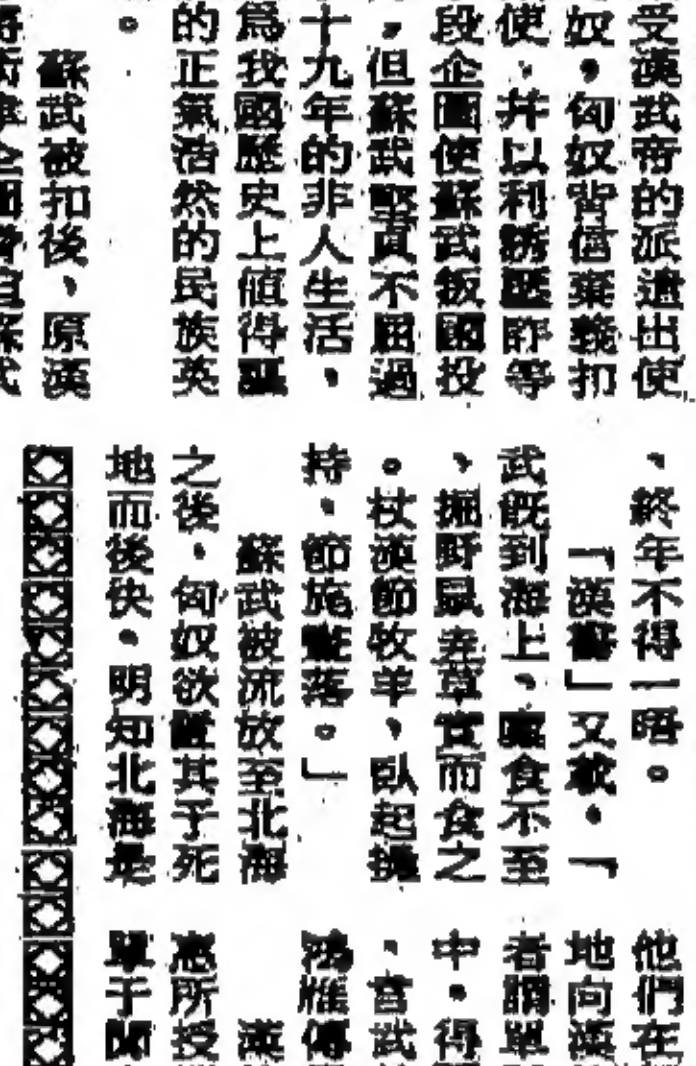 受漢武帝的派遣出使
奴，匈奴背信棄義扣
使，并以利誘壓詐等
段企圖使蘇武叛國投
，但蘇武堅貞不屈過
十九年的非人生活，
爲我國歷史上值得謳
的正氣浩然的民族英
。
蘇武被扣後，原漢
、終年不得一晤。
「漢書」又載，「
武既到海上、廩食不至
、掘野鼠弆草實而食之
。杖漢節牧羊，臥起操
持，節旄盡落。」
蘇武被流放至北海
之後，匈奴欲置其于死
地而後快。明知北海是
他們在
地向漢
者謂單
中。得
、言武
鴻雁傳
漢
惠所授
單于